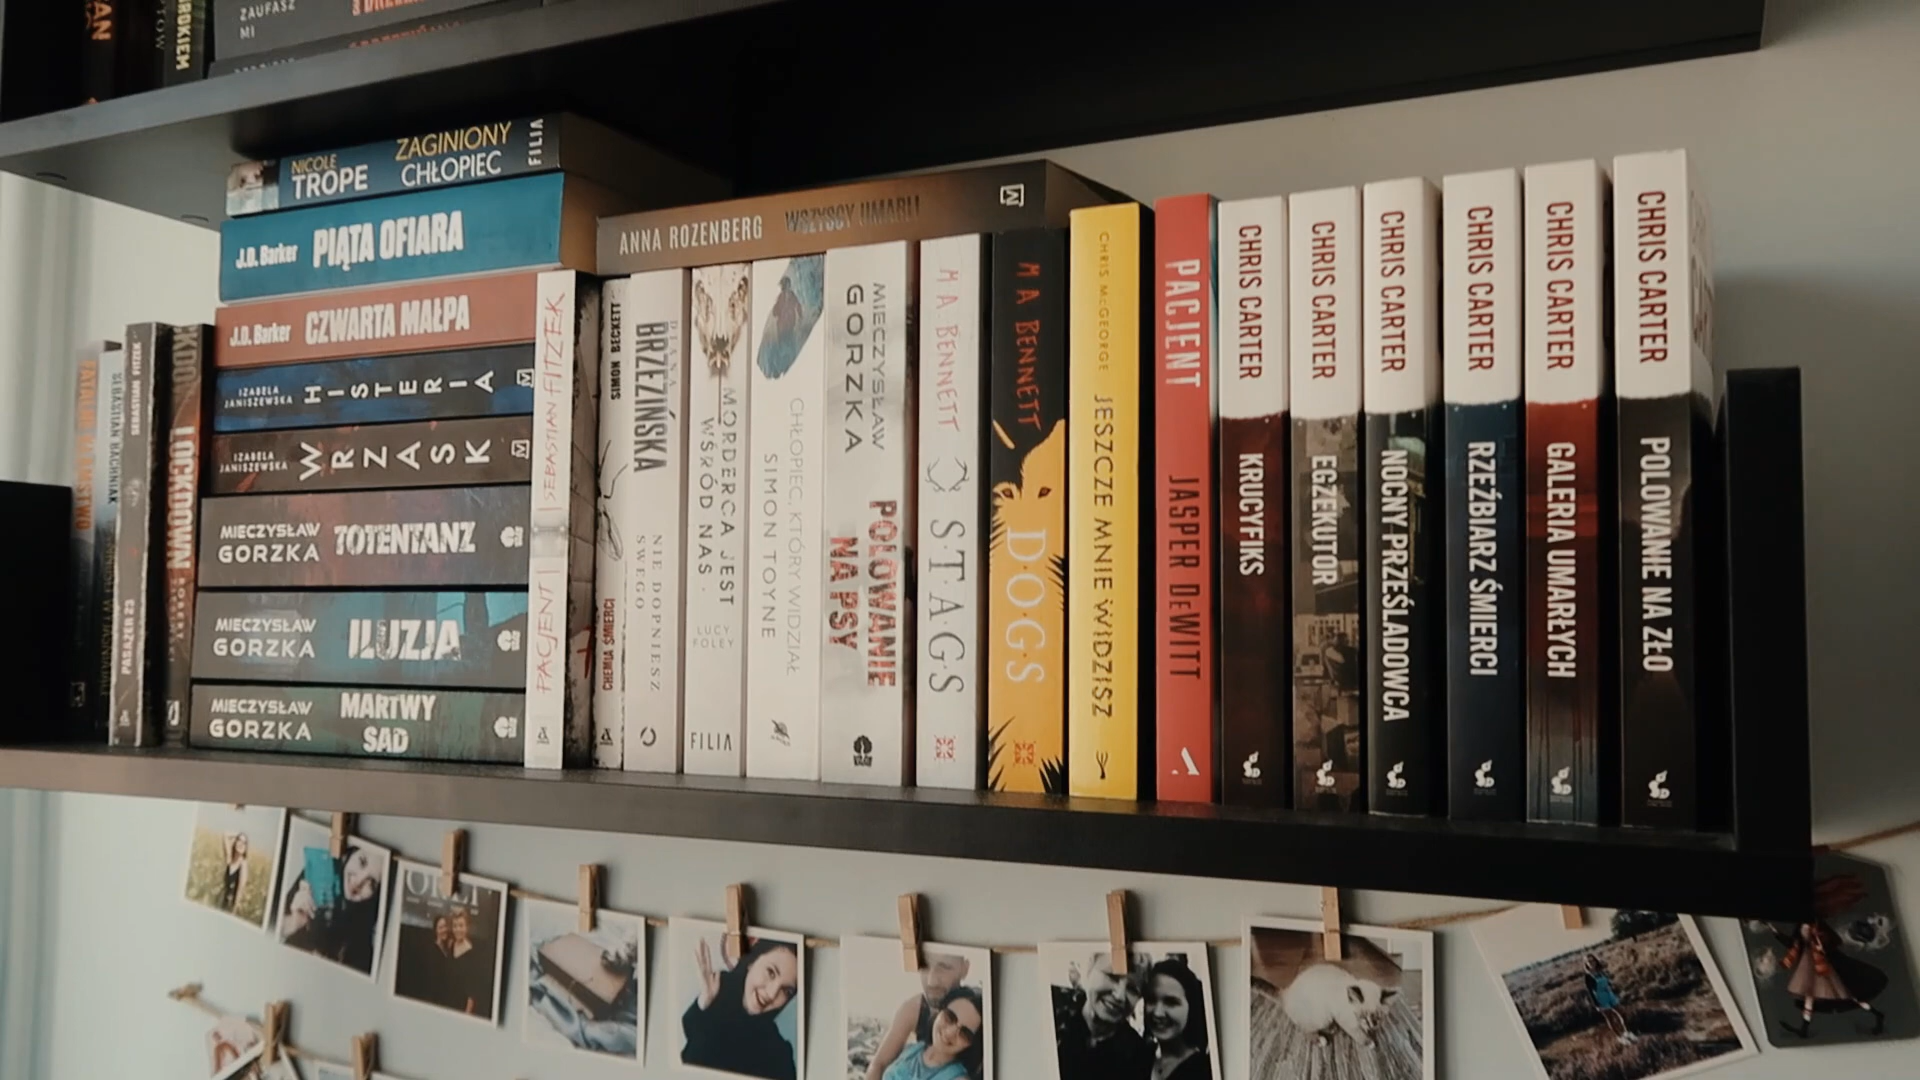 ZAUFASZ
MI
NICOLE
TROPE
ZAGINIONY
CHŁOPIEC
FILIA
J.D. Barker PIĄTA OFIARA
J.D. Barker CZWARTA MAŁPA
IZABELA
JANISZEWSKA
HISTERIA
IZABELA
JANISZEWSKA
WRZASK
MIECZYSŁAW
GORZKA
TOTENTANZ
MIECZYSŁAW
GORZKA
ILUZJA
MIECZYSŁAW
GORZKA
MARTWY
SAD
SEBASTIAN FITZEK
PASAŻER 23
LOCKDOWN
PACJENT | SEBASTIAN FITZEK
SIMON BECKETT
CHEMIA ŚMIERCI
ANNA ROZENBERG WSZYSCY UMARLI
DIANA
BRZEZIŃSKA
NIE DOPNIESZ
SWEGO
MORDERCA JEST
WŚRÓD NAS
LUCY
FOLEY
FILIA
CHŁOPIEC, KTÓRY WIDZIAŁ
SIMON TOYNE
MIECZYSŁAW
GORZKA
POLOWANIE
NA PSY
M A BENNETT
STAGS
M A BENNETT
DOGS
CHRIS McGEORGE JESZCZE MNIE WIDZISZ
PACJENT JASPER DeWITT
CHRIS CARTER
KRUCYFIKS
CHRIS CARTER
EGZEKUTOR
CHRIS CARTER
NOCNY PRZEŚLADOWCA
CHRIS CARTER
RZEŹBIARZ ŚMIERCI
CHRIS CARTER
GALERIA UMARŁYCH
CHRIS CARTER
POLOWANIE NA ZŁO